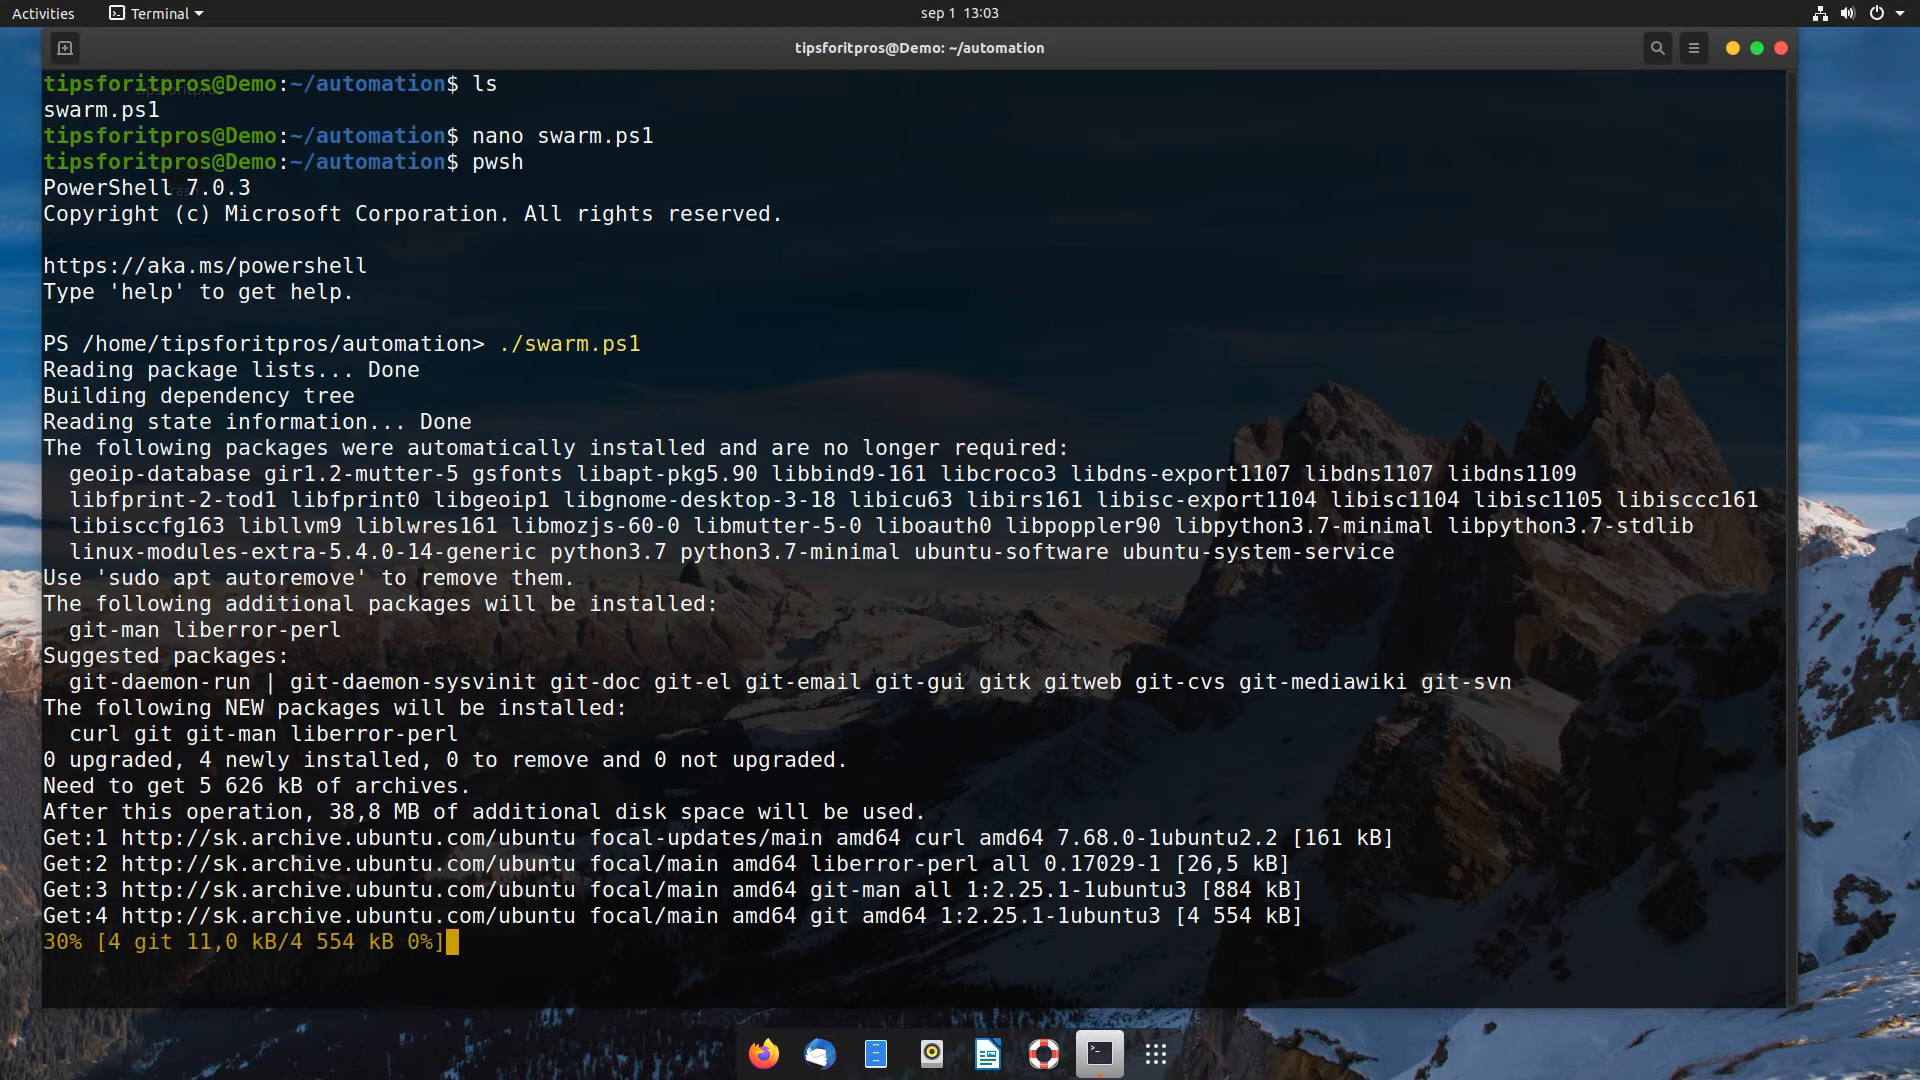 Activities
Terminal
sep 1 13:03
tipsforitpros@Demo: ~/automation
tipsforitpros@Demo:~/automation$ ls
swarm.ps1
tipsforitpros@Demo:~/automation$ nano swarm.ps1
tipsforitpros@Demo:~/automation$ pwsh
PowerShell 7.0.3
Copyright (c) Microsoft Corporation. All rights reserved.
https://aka.ms/powershell
Type 'help' to get help.
PS /home/tipsforitpros/automation> ./swarm.ps1
Reading package lists... Done
Building dependency tree
Reading state information... Done
The following packages were automatically installed and are no longer required:
geoip-database gir1.2-mutter-5 gsfonts libapt-pkg5.90 libbind9-161 libcroco3 libdns-export1107 libdns1107 libdns1109
libfprint-2-tod1 libfprint0 libgeoip1 libgnome-desktop-3-18 libicu63 libirs161 libisc-export1104 libisc1104 libisc1105 libisccc161
libisccfg163 libllvm9 liblwres161 libmozjs-60-0 libmutter-5-0 liboauth0 libpoppler90 libpython3.7-minimal libpython3.7-stdlib
linux-modules-extra-5.4.0-14-generic python3.7 python3.7-minimal ubuntu-software ubuntu-system-service
Use 'sudo apt autoremove' to remove them.
The following additional packages will be installed:
git-man liberror-perl
Suggested packages:
git-daemon-run | git-daemon-sysvinit git-doc git-el git-email git-gui gitk gitweb git-cvs git-mediawiki git-svn
The following NEW packages will be installed:
curl git git-man liberror-perl
0 upgraded, 4 newly installed, 0 to remove and 0 not upgraded.
Need to get 5 626 kB of archives.
After this operation, 38,8 MB of additional disk space will be used.
Get:1 http://sk.archive.ubuntu.com/ubuntu focal-updates/main amd64 curl amd64 7.68.0-1ubuntu2.2 [161 kB]
Get:2 http://sk.archive.ubuntu.com/ubuntu focal/main amd64 liberror-perl all 0.17029-1 [26,5 kB]
Get:3 http://sk.archive.ubuntu.com/ubuntu focal/main amd64 git-man all 1:2.25.1-1ubuntu3 [884 kB]
Get:4 http://sk.archive.ubuntu.com/ubuntu focal/main amd64 git amd64 1:2.25.1-1ubuntu3 [4 554 kB]
30% [4 git 11,0 kB/4 554 kB 0%]